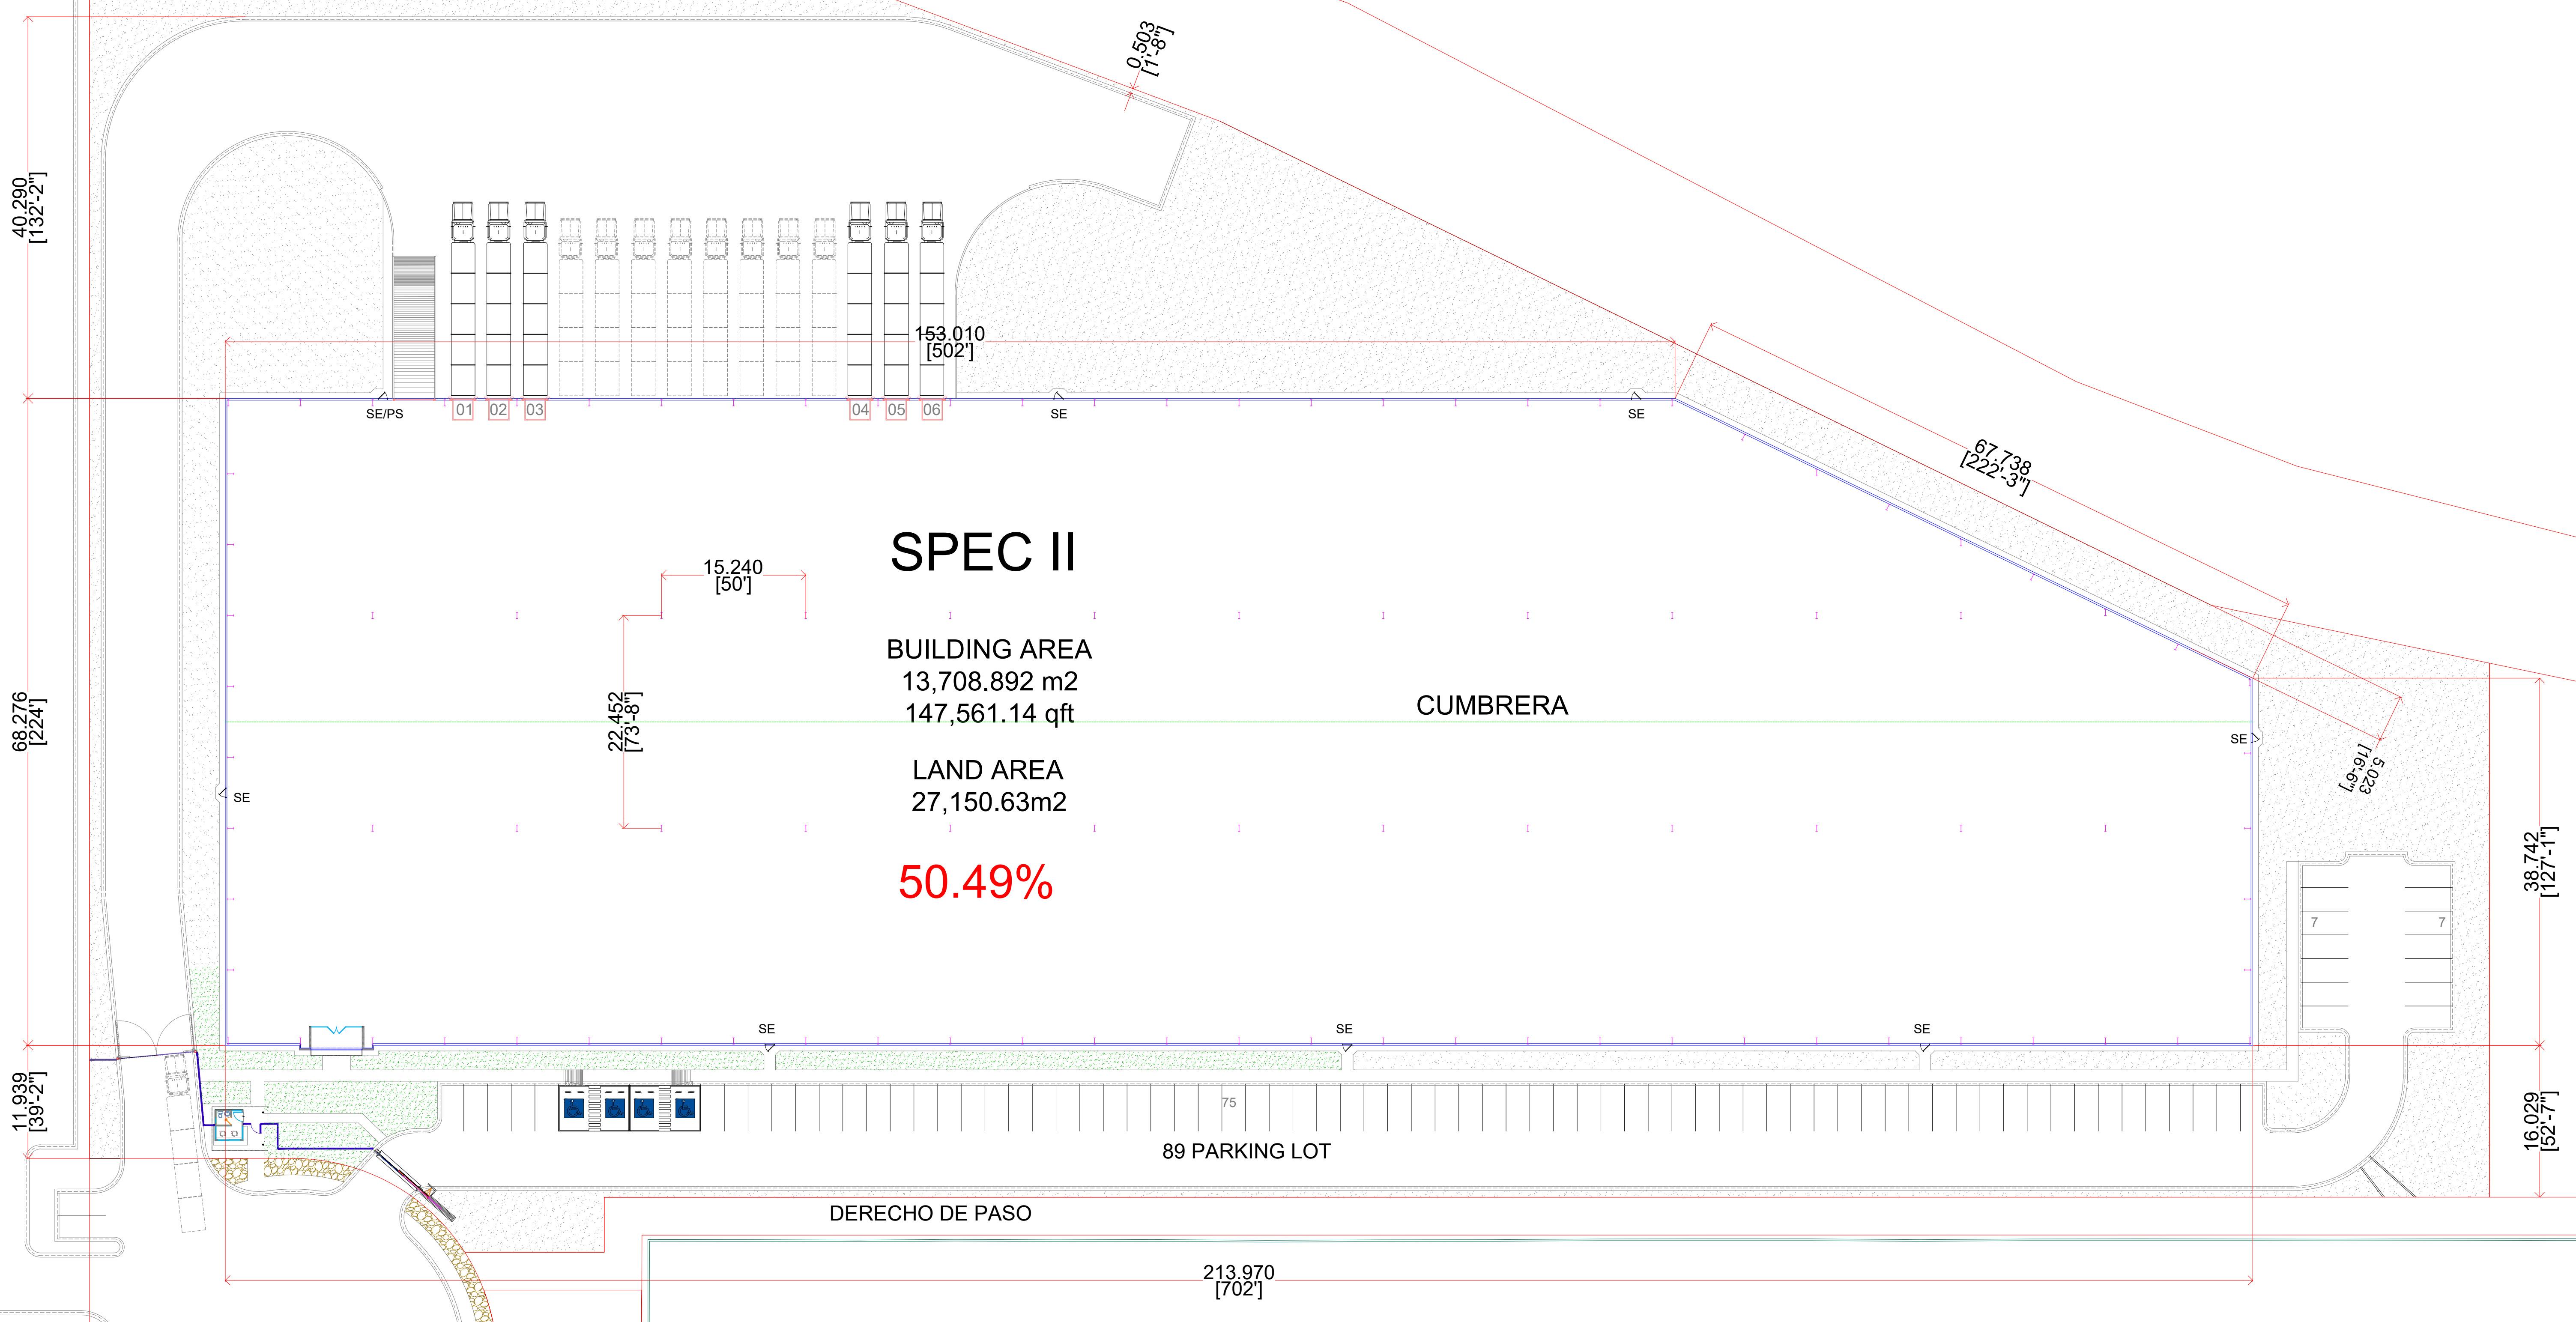 0.503
[1'-8"]
40.290
[132'-2"]
153.010
[502']
SE/PS
01
02
03
04
05
06
SE
SE
67.738
[222'-3"]
SPEC II
15.240
[50']
BUILDING AREA
13,708.892 m2
147,561.14 qft
22.452
[73'-8"]
68.276
[224']
CUMBRERA
SE
5.023
[16'-6"]
LAND AREA
27,150.63m2
SE
50.49%
38.742
[127'-1"]
7
7
SE
SE
SE
11.939
[39'-2"]
75
16.029
[52'-7"]
89 PARKING LOT
DERECHO DE PASO
213.970
[702']